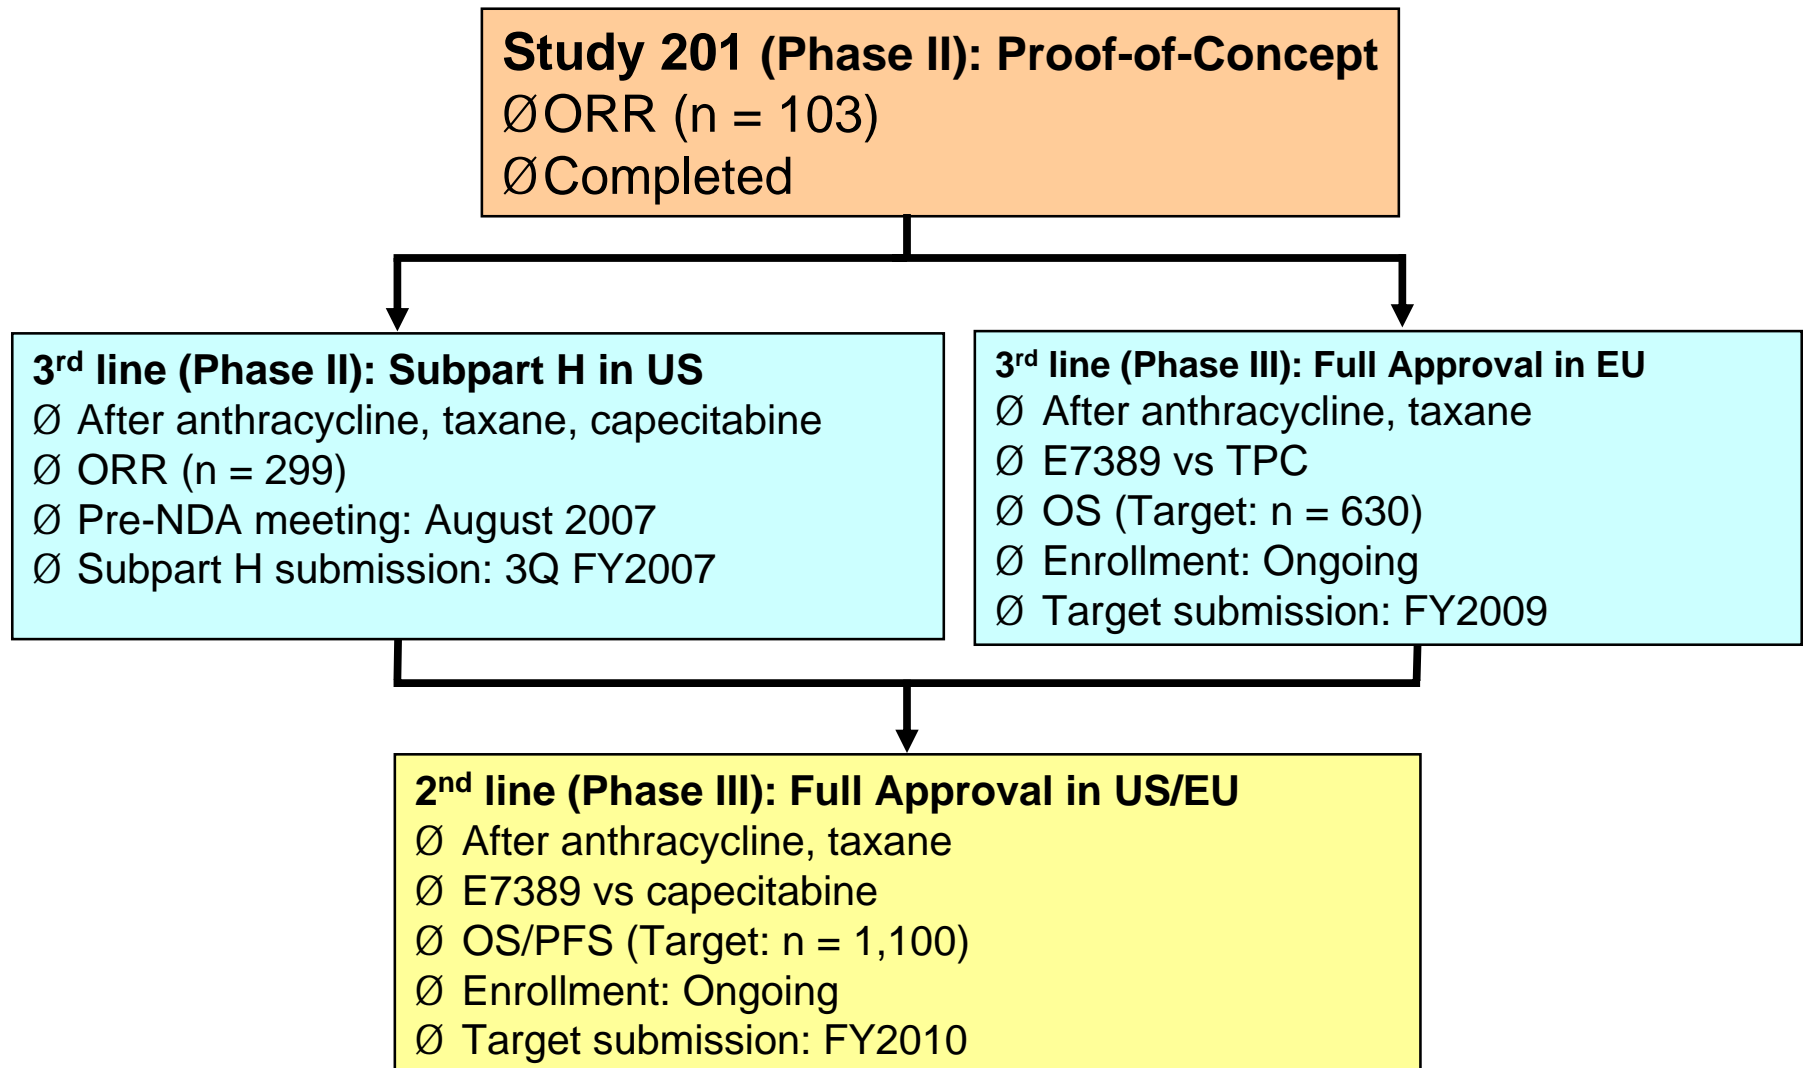 Study 201 (Phase II): Proof-of-Concept
ØORR (n = 103)
ØCompleted
3rd line (Phase II): Subpart H in US
Ø After anthracycline, taxane, capecitabine
Ø ORR (n = 299)
Ø Pre-NDA meeting: August 2007
Ø Subpart H submission: 3Q FY2007
3rd line (Phase III): Full Approval in EU
Ø After anthracycline, taxane
Ø E7389 vs TPC
Ø OS (Target: n = 630)
Ø Enrollment: Ongoing
Ø Target submission: FY2009
2nd line (Phase III): Full Approval in US/EU
Ø After anthracycline, taxane
Ø E7389 vs capecitabine
Ø OS/PFS (Target: n = 1,100)
Ø Enrollment: Ongoing
Ø Target submission: FY2010